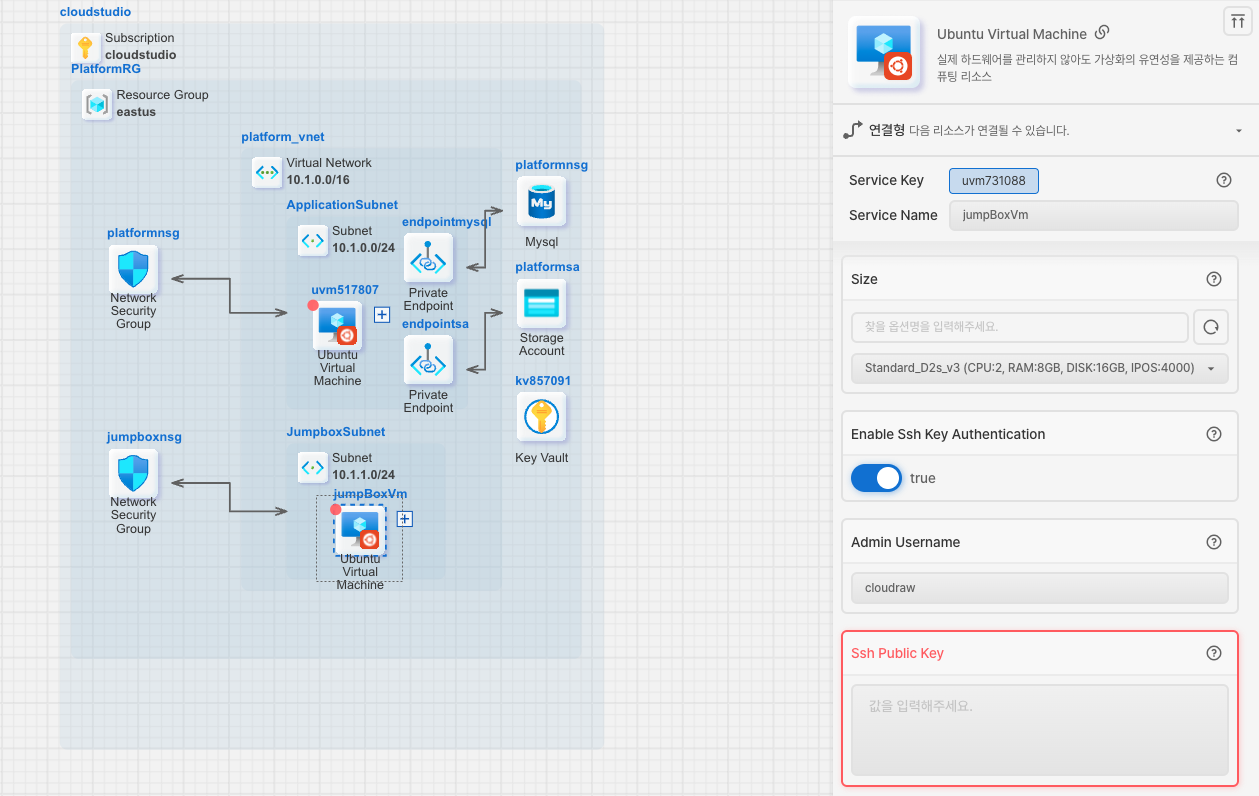 cloudstudio
Subscription
cloudstudio
PlatformRG
Resource Group
eastus
platform_vnet
Virtual Network
10.1.0.0/16
ApplicationSubnet
Subnet
10.1.0.0/24
platformnsg
Network
Security
Group
uvm517807
Ubuntu
Virtual
Machine
endpointmysql
Private
Endpoint
endpointsa
Private
Endpoint
platformnsg
My
Mysql
platformsa
Storage
Account
kv857091
Key Vault
jumpboxnsg
Network
Security
Group
JumpboxSubnet
Subnet
10.1.1.0/24
jumpBoxVm
Ubuntu
Virtual
Machine
Ubuntu Virtual Machine
실제 하드웨어를 관리하지 않아도 가상화의 유연성을 제공하는 컴
퓨팅 리소스
연결형 다음 리소스가 연결될 수 있습니다.
Service Key uvm731088
Service Name jumpBoxVm
Size
찾을 옵션명을 입력해주세요.
Standard_D2s_v3 (CPU:2, RAM:8GB, DISK:16GB, IPOS:4000)
Enable Ssh Key Authentication
true
Admin Username
cloudraw
Ssh Public Key
값을 입력해주세요.